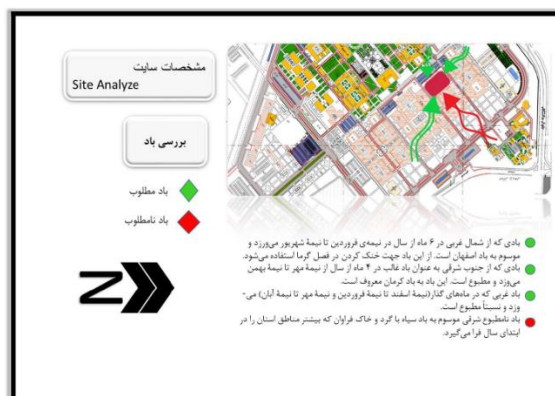 مشخصات سایت
Site Analyze
بررسی باد
باد مطلوب
باد نامطلوب
N
بادی که از شمال غربی در ۶ ماه از سال در نیمه‌ی فروردین تا نیمهٔ شهریور می‌وزد و
موسوم به باد اصفهان است. از این باد جهت خنک کردن در فصل گرما استفاده می‌شود.
بادی که از جنوب شرقی به عنوان باد غالب در ۴ ماه از سال از نیمهٔ مهر تا نیمهٔ بهمن
می‌وزد و مطبوع است. این باد به باد کرمان معروف است.
باد غربی که در ماه‌های گذار(نیمهٔ اسفند تا نیمهٔ فروردین و نیمهٔ مهر تا نیمهٔ آبان) می-
وزد و نسبتاً مطبوع است.
باد نامطبوع شرقی موسوم به باد سیاه با گرد و خاک فراوان که بیشتر مناطق استان را در
ابتدای سال فرا می‌گیرد.